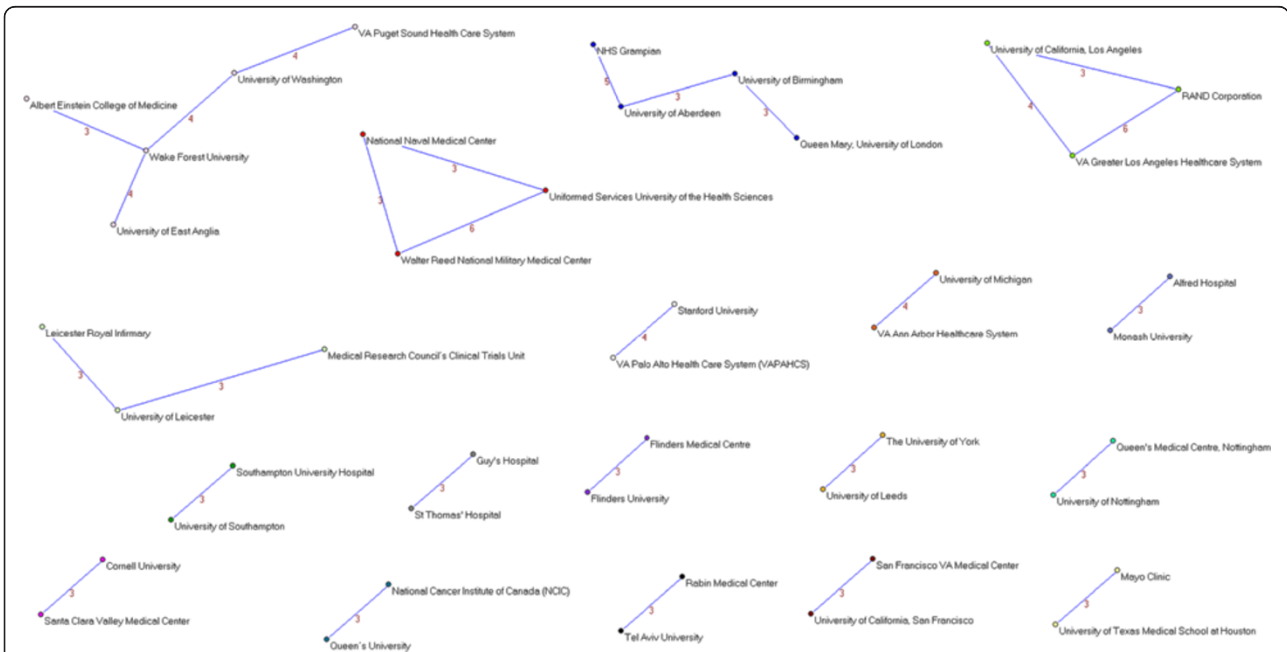 VA Puget Sound Health Care System
4
University of Washington
Albert Einstein College of Medicine
3
4
Wake Forest University
4
University of East Anglia
NHS Grampian
5
University of Birmingham
3
University of Aberdeen
3
Queen Mary, University of London
University of California, Los Angeles
3
RAND Corporation
4
6
VA Greater Los Angeles Healthcare System
National Naval Medical Center
3
3
Uniformed Services University of the Health Sciences
6
Walter Reed National Military Medical Center
Leicester Royal Infirmary
Medical Research Council's Clinical Trials Unit
3
3
University of Leicester
Stanford University
4
VA Palo Alto Health Care System (VAPAHCS)
University of Michigan
4
VA Ann Arbor Healthcare System
Alfred Hospital
3
Monash University
Southampton University Hospital
3
University of Southampton
Guy's Hospital
3
St Thomas' Hospital
Flinders Medical Centre
3
Flinders University
The University of York
3
University of Leeds
Queen's Medical Centre, Nottingham
3
University of Nottingham
Cornell University
3
Santa Clara Valley Medical Center
National Cancer Institute of Canada (NCIC)
3
Queen's University
Rabin Medical Center
3
Tel Aviv University
San Francisco VA Medical Center
3
University of California, San Francisco
Mayo Clinic
3
University of Texas Medical School at Houston